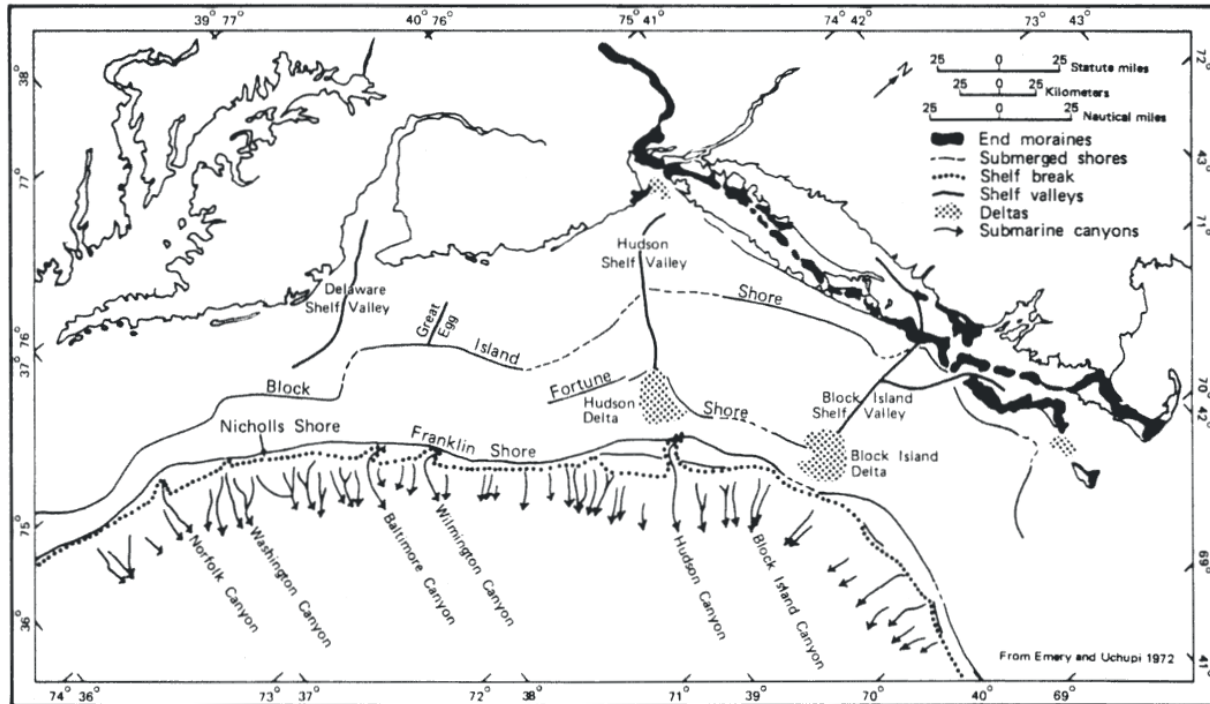 39° 77°
40° 76°
75° 41°
74° 42°
73° 43°
38°
77°
37° 76°
75°
36°
72°
43°
71°
70°
42°
69°
41°
N
25 0 25
Statute miles
25 0 25
Kilometers
25 0 25
Nautical miles
End moraines
Submerged shores
Shelf break
Shelf valleys
Deltas
Submarine canyons
Hudson
Shelf Valley
Delaware
Shelf Valley
Great
Egg
Block Island Shore
Fortune Shore
Hudson
Delta
Block Island
Shelf Valley
Block Island
Delta
Nicholls Shore
Franklin Shore
Norfolk Canyon
Washington Canyon
Baltimore Canyon
Wilmington Canyon
Hudson Canyon
Block Island Canyon
From Emery and Uchupi 1972
74° 36°
73° 37°
72° 38°
71° 39°
70° 40° 69°